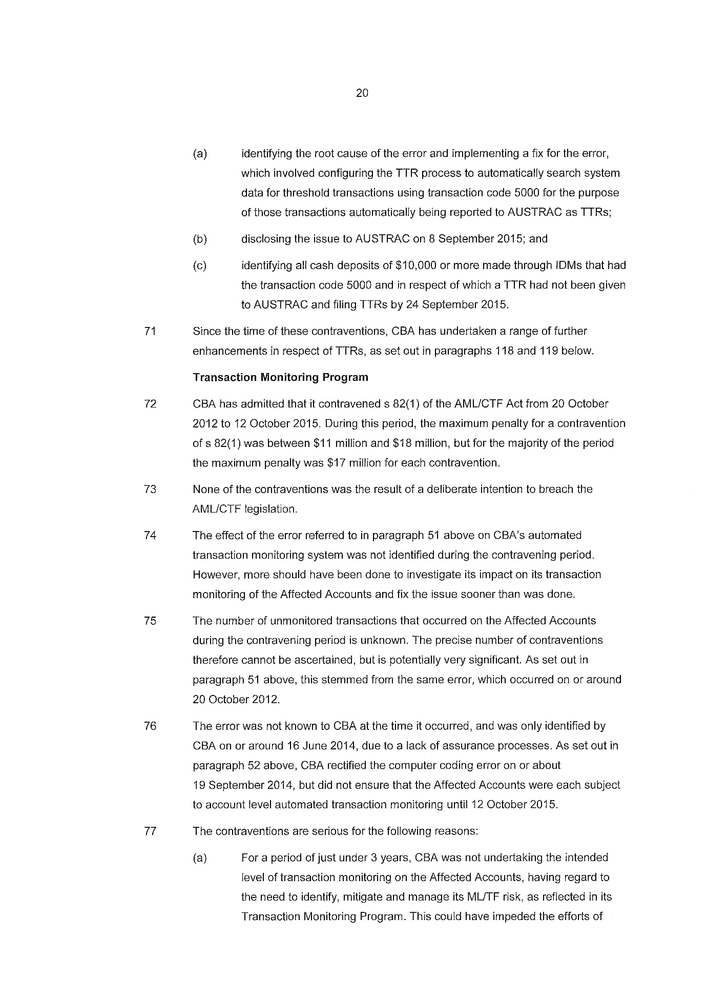 20
(a) identifying the root cause of the error and implementing a fix for the error,
which involved configuring the TTR process to automatically search system
data for threshold transactions using transaction code 5000 for the purpose
of those transactions automatically being reported to AUSTRAC as TTRs;
(b) disclosing the issue to AUSTRAC on 8 September 2015; and
(c) identifying all cash deposits of $10,000 or more made through IDMs that had
the transaction code 5000 and in respect of which a TTR had not been given
to AUSTRAC and filing TTRs by 24 September 2015.
71 Since the time of these contraventions, CBA has undertaken a range of further
enhancements in respect of TTRs, as set out in paragraphs 118 and 119 below.
Transaction Monitoring Program
72 CBA has admitted that it contravened s 82(1) of the AML/CTF Act from 20 October
2012 to 12 October 2015. During this period, the maximum penalty for a contravention
of s 82(1) was between $11 million and $18 million, but for the majority of the period
the maximum penalty was $17 million for each contravention.
73 None of the contraventions was the result of a deliberate intention to breach the
AML/CTF legislation.
74 The effect of the error referred to in paragraph 51 above on CBA's automated
transaction monitoring system was not identified during the contravening period.
However, more should have been done to investigate its impact on its transaction
monitoring of the Affected Accounts and fix the issue sooner than was done.
75 The number of unmonitored transactions that occurred on the Affected Accounts
during the contravening period is unknown. The precise number of contraventions
therefore cannot be ascertained, but is potentially very significant. As set out in
paragraph 51 above, this stemmed from the same error, which occurred on or around
20 October 2012.
76 The error was not known to CBA at the time it occurred, and was only identified by
CBA on or around 16 June 2014, due to a lack of assurance processes. As set out in
paragraph 52 above, CBA rectified the computer coding error on or about
19 September 2014, but did not ensure that the Affected Accounts were each subject
to account level automated transaction monitoring until 12 October 2015.
77 The contraventions are serious for the following reasons:
(a) For a period of just under 3 years, CBA was not undertaking the intended
level of transaction monitoring on the Affected Accounts, having regard to
the need to identify, mitigate and manage its ML/TF risk, as reflected in its
Transaction Monitoring Program. This could have impeded the efforts of